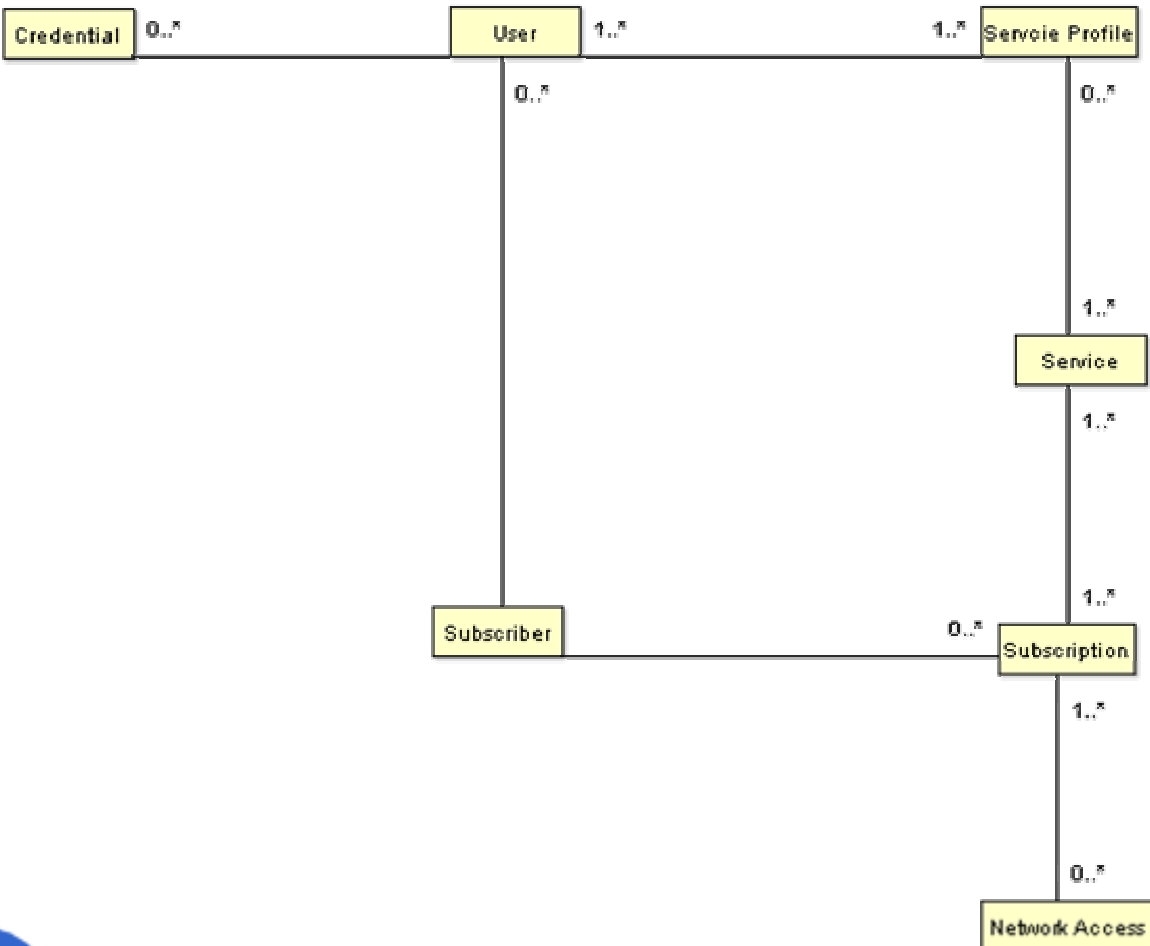 Credential 0..* User 1..* 1..* Servcie Profile
0..* 0..*
1..*
Service
1..*
1..*
Subscriber 0..* Subscription
1..*
0..*
Network Access